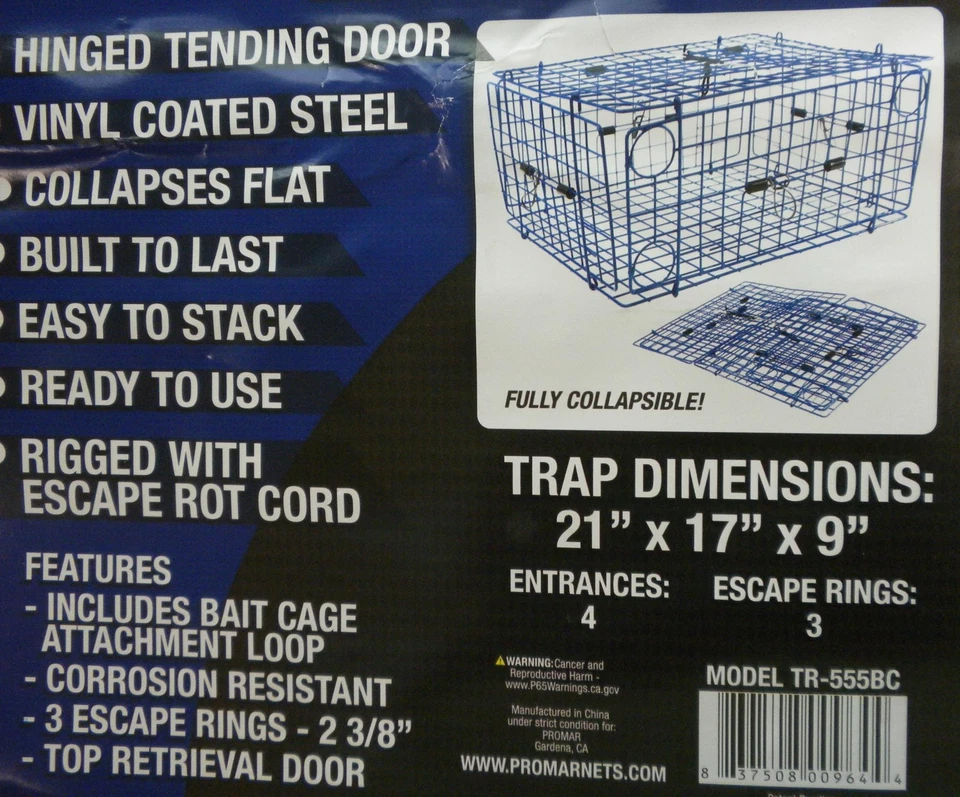 HINGED TENDING DOOR
VINYL COATED STEEL
• COLLAPSES FLAT
• BUILT TO LAST
• EASY TO STACK
• READY TO USE
• RIGGED WITH
ESCAPE ROT CORD
FEATURES
- INCLUDES BAIT CAGE
ATTACHMENT LOOP
- CORROSION RESISTANT
- 3 ESCAPE RINGS - 2 3/8”
- TOP RETRIEVAL DOOR
FULLY COLLAPSIBLE!
TRAP DIMENSIONS:
21” x 17” x 9”
ENTRANCES:
4
ESCAPE RINGS:
3
⚠WARNING: Cancer and
Reproductive Harm -
www.P65Warnings.ca.gov
Manufactured in China
under strict condition for:
PROMAR
Gardena, CA
WWW.PROMARNETS.COM
MODEL TR-555BC
8 37508 00964 4